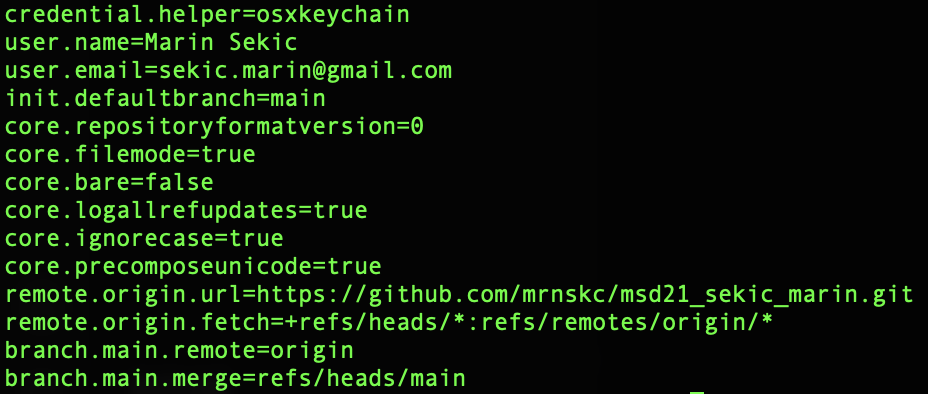 credential.helper=osxkeychain
user.name=Marin Sekic
user.email=sekic.marin@gmail.com
init.defaultbranch=main
core.repositoryformatversion=0
core.filemode=true
core.bare=false
core.logallrefupdates=true
core.ignorecase=true
core.precomposeunicode=true
remote.origin.url=https://github.com/mrnskc/msd21_sekic_marin.git
remote.origin.fetch=+refs/heads/*:refs/remotes/origin/*
branch.main.remote=origin
branch.main.merge=refs/heads/main